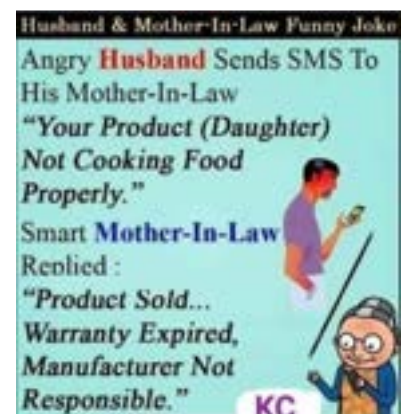 Husband & Mother-In-Law Funny Joke
Angry Husband Sends SMS To
His Mother-In-Law
“Your Product (Daughter)
Not Cooking Food
Properly.”
Smart Mother-In-Law
Replied :
“Product Sold...
Warranty Expired,
Manufacturer Not
Responsible.”
KC